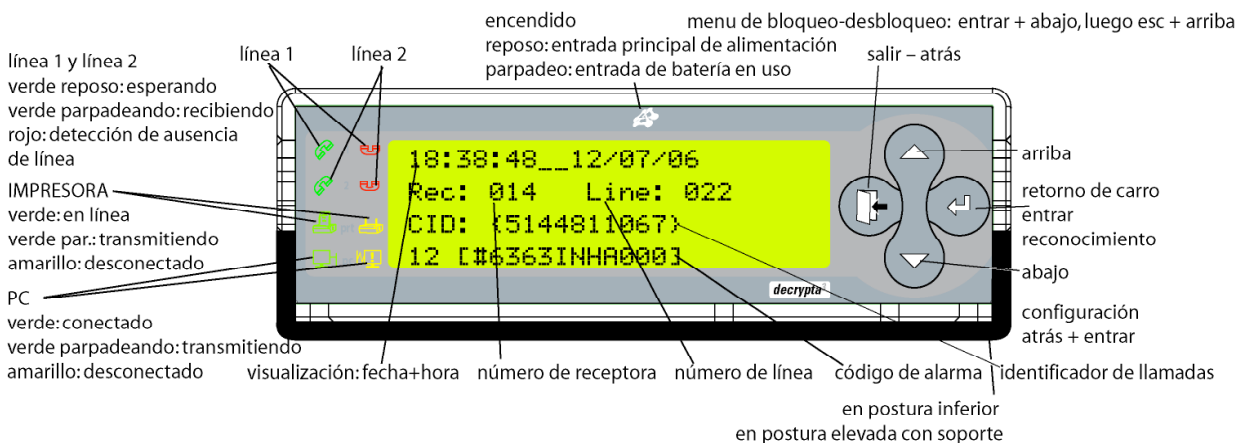 encendido
reposo: entrada principal de alimentación
parpadeo: entrada de batería en uso
menu de bloqueo-desbloqueo: entrar + abajo, luego esc + arriba
línea 1 y línea 2
verde reposo: esperando
verde parpadeando: recibiendo
rojo: detección de ausencia
de línea
línea 1
línea 2
salir – atrás
IMPRESORA
verde: en línea
verde par.: transmitiendo
amarillo: desconectado
PC
verde: conectado
verde parpadeando: transmitiendo
amarillo: desconectado
18:38:48__12/07/06
Rec: 014 Line: 022
CID: {5144811067}
12 [#6363INHA000]
decrypta
arriba
retorno de carro
entrar
reconocimiento
abajo
configuración
atrás + entrar
visualización: fecha+hora
número de receptora
número de línea
código de alarma
identificador de llamadas
en postura inferior
en postura elevada con soporte